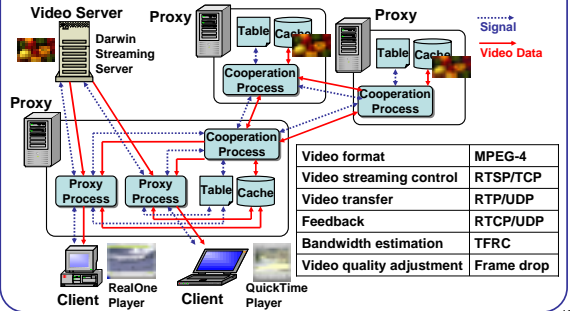 Video Server
Darwin
Streaming
Server
Proxy
Table
Cache
Cooperation
Process
Proxy
Table
Cache
Cooperation
Process
Signal
Video Data
Proxy
Cooperation
Process
Proxy
Process
Proxy
Process
Table
Cache
Client
RealOne
Player
Client
QuickTime
Player
Video format MPEG-4
Video streaming control RTSP/TCP
Video transfer RTP/UDP
Feedback RTCP/UDP
Bandwidth estimation TFRC
Video quality adjustment Frame drop